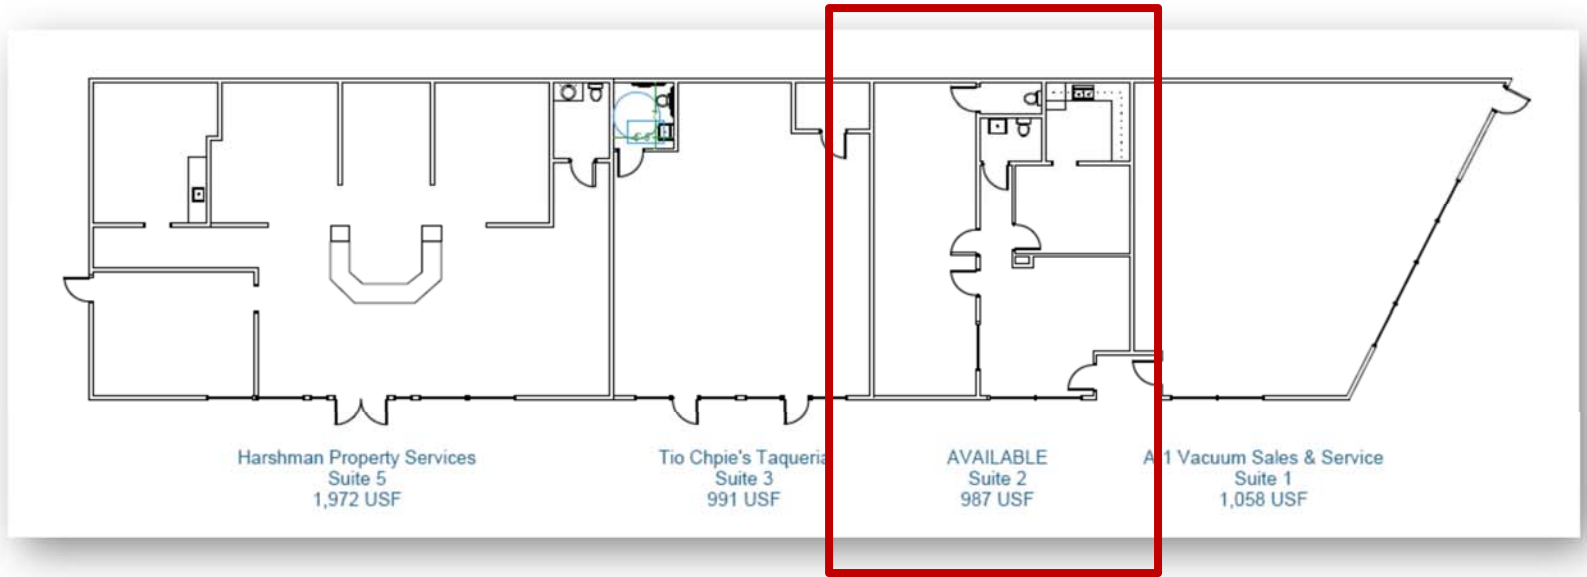 Harshman Property Services
Suite 5
1,972 USF
Tio Chpie's Taqueria
Suite 3
991 USF
AVAILABLE
Suite 2
987 USF
A-1 Vacuum Sales & Service
Suite 1
1,058 USF